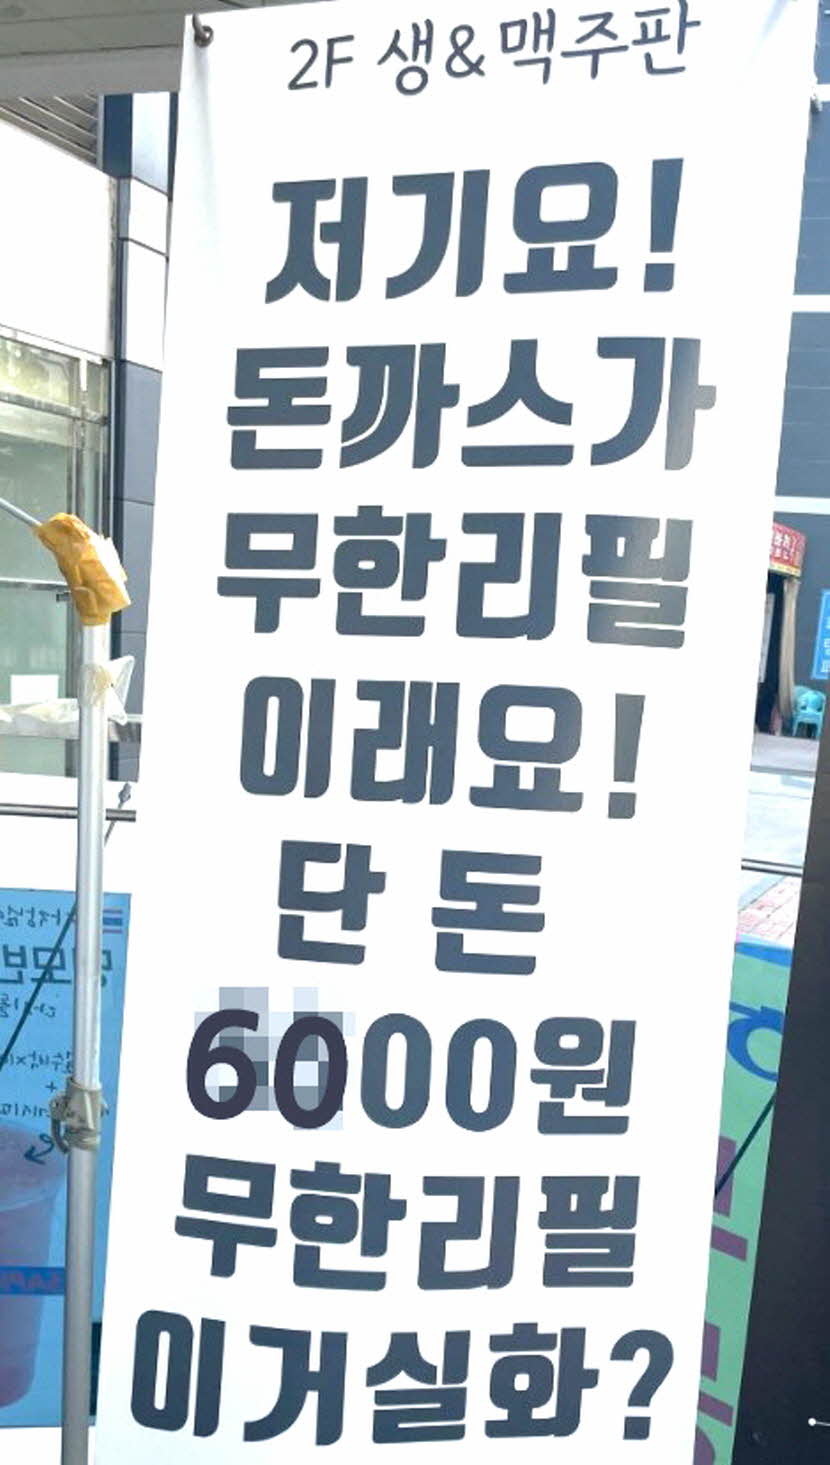 2F 생&맥주판
저기요!
돈까스가
무한리필
이래요!
단 돈
6000원
무한리필
이거실화?